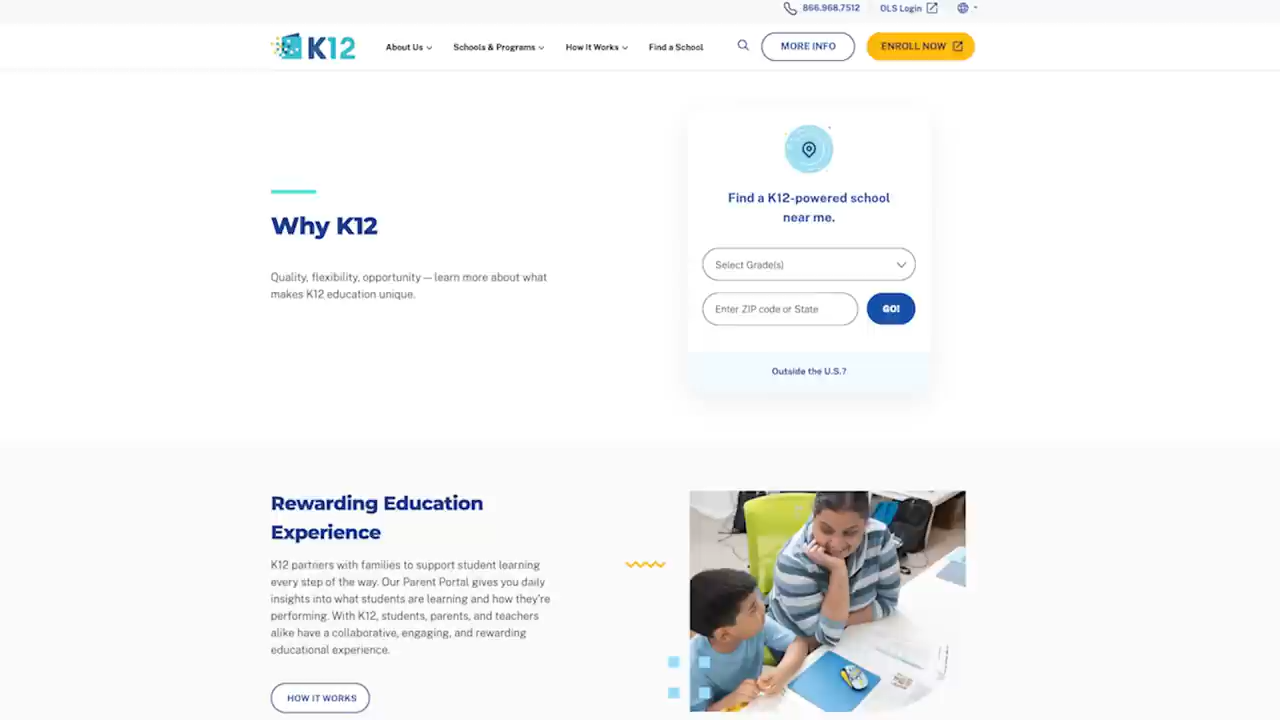 866.968.7512
OLS Login
K12
About Us
Schools & Programs
How It Works
Find a School
MORE INFO
ENROLL NOW
Find a K12-powered school
near me.
Why K12
Select Grade(s)
Quality, flexibility, opportunity — learn more about what
makes K12 education unique.
Enter ZIP code or State
GO!
Outside the U.S.?
Rewarding Education
Experience
K12 partners with families to support student learning
every step of the way. Our Parent Portal gives you daily
insights into what students are learning and how they're
performing. With K12, students, parents, and teachers
alike have a collaborative, engaging, and rewarding
educational experience.
HOW IT WORKS